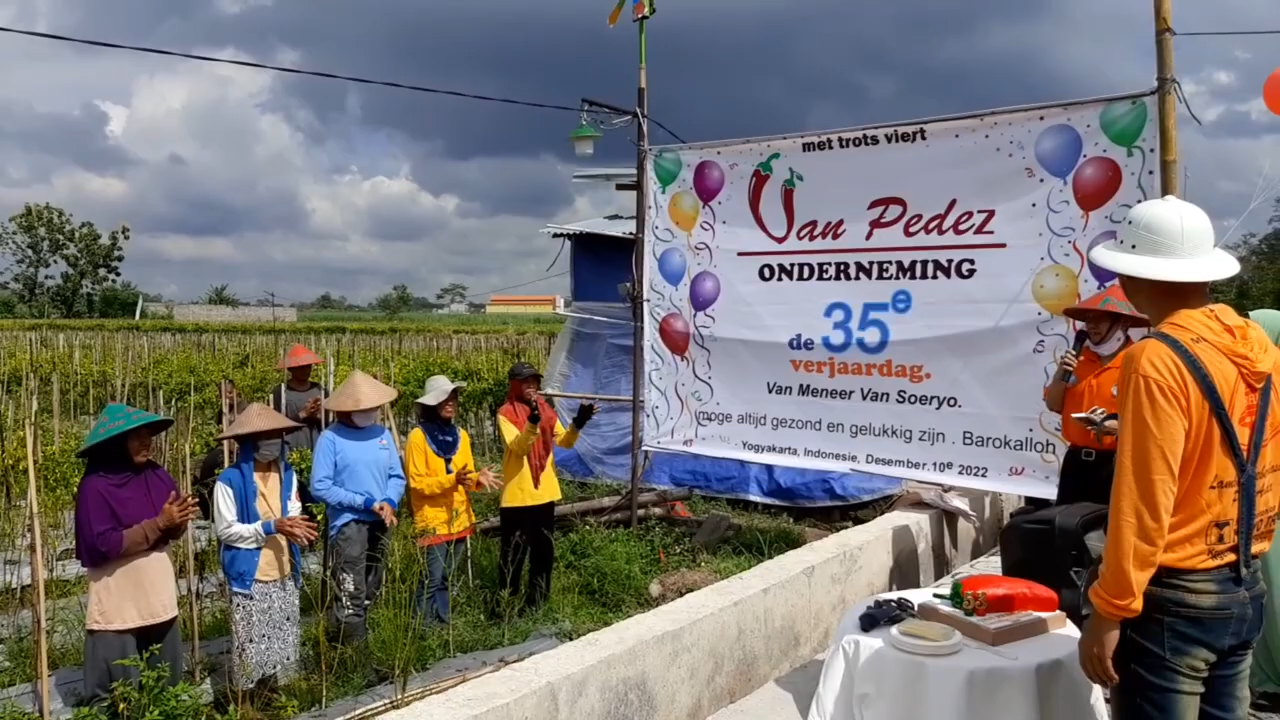 met trots viert
Van Pedez
ONDERNEMING
de 35e
verjaardag.
Van Meneer Van Soeryo.
moge altijd gezond en gelukkig zijn . Barokalloh
Yogyakarta, Indonesie, Desember.10e 2022